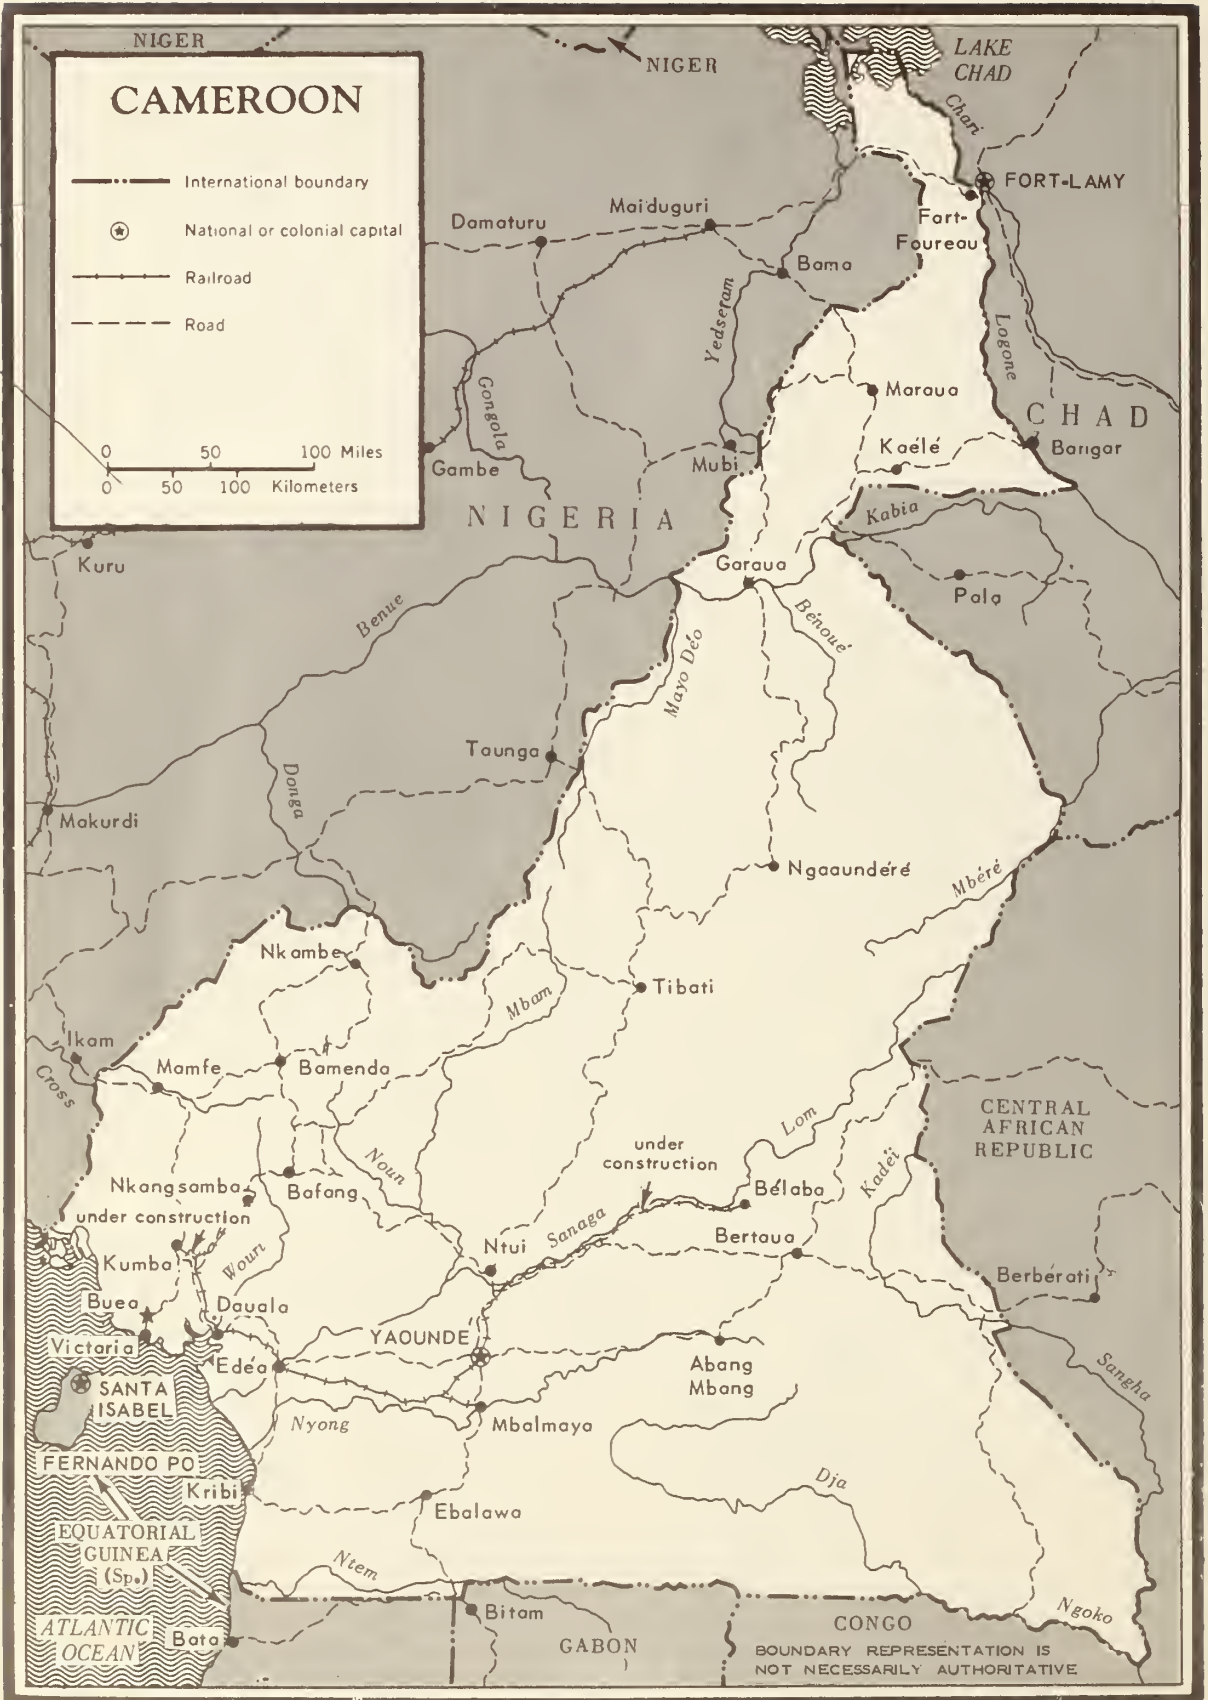 NIGER
NIGER
LAKE
CHAD
CAMEROON
International boundary
National or colonial capital
Railroad
Road
0 50 100 Miles
0 50 100 Kilometers
Chari
FORT-LAMY
Fart-
Foureau
Maiduguri
Damaturu
Bama
Yedseram
Logone
Gongola
Maraua
CHAD
Kaélé
Bangar
Gambe
Mubi
NIGERIA
Kabia
Kuru
Garaua
Pala
Benue
Bénoué
Mayo Déo
Taunga
Donga
Makurdi
Ngaaundéré
Mbéré
Nkambe
Tibati
Mbam
Ikam
Mamfe
Bamenda
Cross
CENTRAL
AFRICAN
REPUBLIC
Lom
under
construction
Noun
Kadéï
Nkangsamba
Bafang
Bélaba
under construction
Sanaga
Ntui
Bertaua
Kumba
Wouri
Berbérati
Buea
Dauala
YAOUNDE
Victaria
Edéa
Abang
Mbang
Sangha
SANTA
ISABEL
Nyong
Mbalmaya
FERNANDO PO
Dja
Kribi
Ebalawa
EQUATORIAL
GUINEA
(Sp.)
Ntem
Ngoko
ATLANTIC
OCEAN
Bata
Bitam
GABON
CONGO
BOUNDARY REPRESENTATION IS
NOT NECESSARILY AUTHORITATIVE